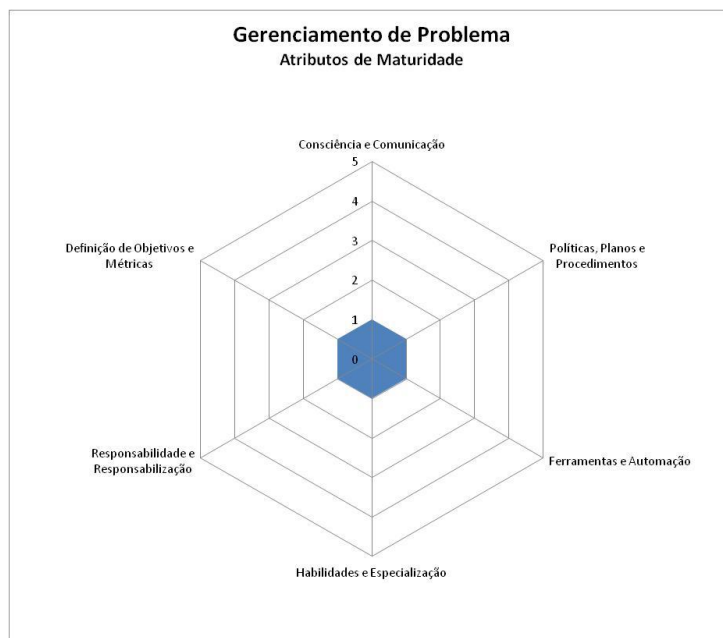 Gerenciamento de Problema
Atributos de Maturidade
Consciência e Comunicação
5
4
3
2
1
0
Políticas, Planos e
Procedimentos
Ferramentas e Automação
Habilidades e Especialização
Responsabilidade e
Responsabilização
Definição de Objetivos e
Métricas